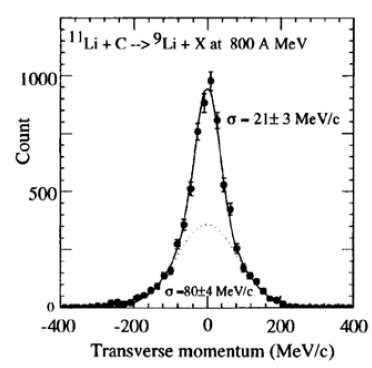 ¹¹Li + C --> ⁹Li + X at 800 A MeV
1000
500
0
Count
σ = 21± 3 MeV/c
σ =80±4 MeV/c
-400 -200 0 200 400
Transverse momentum (MeV/c)